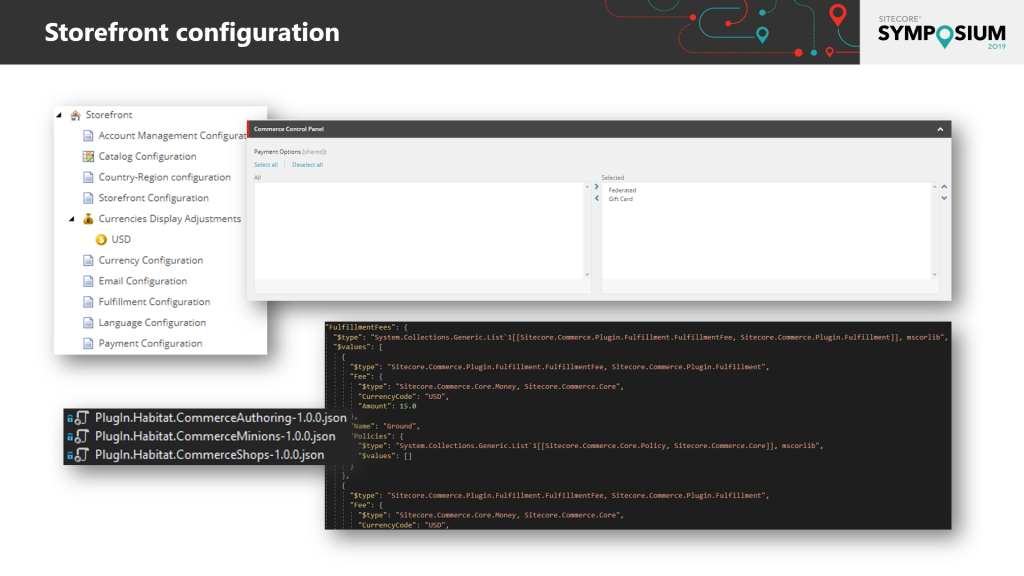 Storefront configuration
SITECORE®
SYMPOSIUM
2019
Storefront
Account Management Configurat
Catalog Configuration
Country-Region configuration
Storefront Configuration
Currencies Display Adjustments
USD
Currency Configuration
Email Configuration
Fulfillment Configuration
Language Configuration
Payment Configuration
Commerce Control Panel
Payment Options [shared]:
Select all Deselect all
All Selected
Federated
Gift Card
"FulfillmentFees": {
"$type": "System.Collections.Generic.List`1[[Sitecore.Commerce.Plugin.Fulfillment.FulfillmentFee, Sitecore.Commerce.Plugin.Fulfillment]], mscorlib",
"$values": [
{
"$type": "Sitecore.Commerce.Plugin.Fulfillment.FulfillmentFee, Sitecore.Commerce.Plugin.Fulfillment",
"Fee": {
"$type": "Sitecore.Commerce.Core.Money, Sitecore.Commerce.Core",
"CurrencyCode": "USD",
"Amount": 15.0
},
"Name": "Ground",
"Policies": {
"$type": "System.Collections.Generic.List`1[[Sitecore.Commerce.Core.Policy, Sitecore.Commerce.Core]], mscorlib",
"$values": []
}
},
{
"$type": "Sitecore.Commerce.Plugin.Fulfillment.FulfillmentFee, Sitecore.Commerce.Plugin.Fulfillment",
"Fee": {
"$type": "Sitecore.Commerce.Core.Money, Sitecore.Commerce.Core",
"CurrencyCode": "USD",
PlugIn.Habitat.CommerceAuthoring-1.0.0.json
PlugIn.Habitat.CommerceMinions-1.0.0.json
PlugIn.Habitat.CommerceShops-1.0.0.json